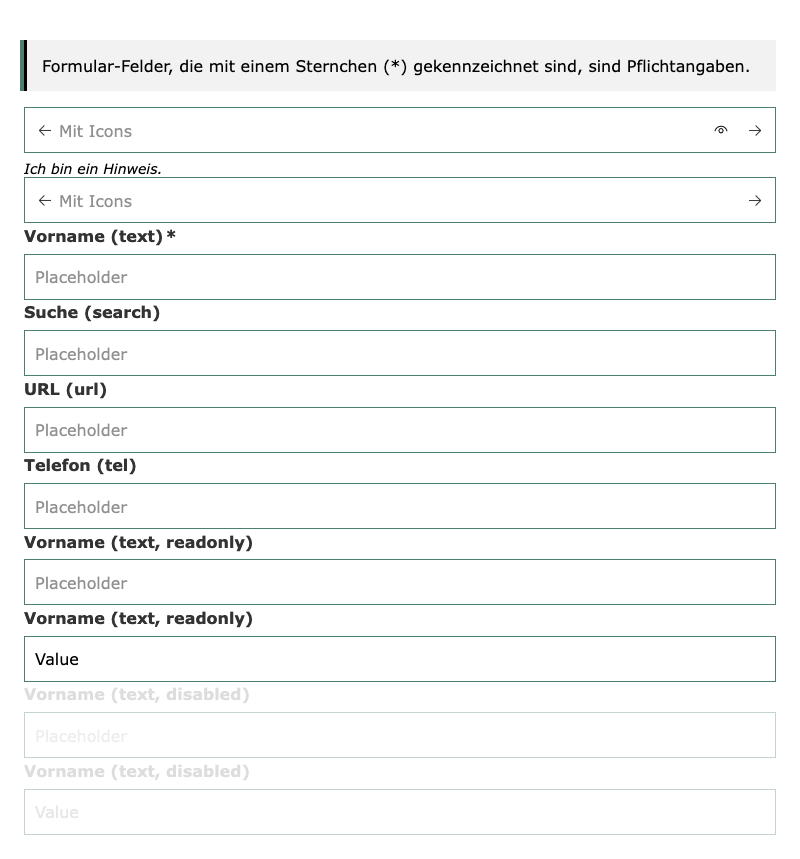 Formular-Felder, die mit einem Sternchen (*) gekennzeichnet sind, sind Pflichtangaben.
Mit Icons
Ich bin ein Hinweis.
Mit Icons
Vorname (text)*
Placeholder
Suche (search)
Placeholder
URL (url)
Placeholder
Telefon (tel)
Placeholder
Vorname (text, readonly)
Placeholder
Vorname (text, readonly)
Value
Vorname (text, disabled)
Placeholder
Vorname (text, disabled)
Value